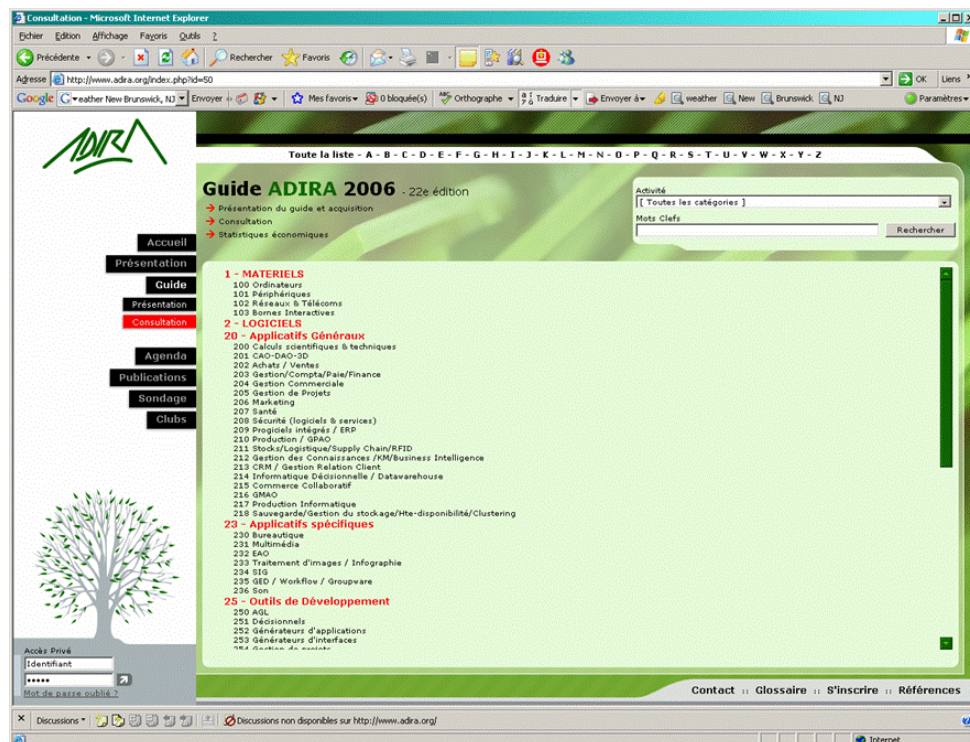 Consultation - Microsoft Internet Explorer
Fichier Edition Affichage Favoris Outils ?
Précédente Rechercher Favoris
Adresse http://www.adira.org/index.php?id=50 OK Liens
Google eather New Brunswick, NJ Envoyer Mes favoris 0 bloquée(s) Orthographe Traduire Envoyer à weather New Brunswick NJ Paramètres
ADIRA
Toute la liste - A - B - C - D - E - F - G - H - I - J - K - L - M - N - O - P - Q - R - S - T - U - V - W - X - Y - Z
Guide ADIRA 2006 - 22e édition
Présentation du guide et acquisition
Consultation
Statistiques économiques
Activité
[ Toutes les catégories ]
Mots Clefs
Rechercher
Accueil
Présentation
Guide
Présentation
Consultation
Agenda
Publications
Sondage
Clubs
1 - MATERIELS
100 Ordinateurs
101 Périphériques
102 Réseaux & Télécoms
103 Bornes Interactives
2 - LOGICIELS
20 - Applicatifs Généraux
200 Calculs scientifiques & techniques
201 CAO-DAO-3D
202 Achats / Ventes
203 Gestion/Compta/Paie/Finance
204 Gestion Commerciale
205 Gestion de Projets
206 Marketing
207 Santé
208 Sécurité (logiciels & services)
209 Progiciels intégrés / ERP
210 Production / GPAO
211 Stocks/Logistique/Supply Chain/RFID
212 Gestion des Connaissances /KM/Business Intelligence
213 CRM / Gestion Relation Client
214 Informatique Décisionnelle / Datawarehouse
215 Commerce Collaboratif
216 GMAO
217 Production Informatique
218 Sauvegarde/Gestion du stockage/Hte-disponibilité/Clustering
23 - Applicatifs spécifiques
230 Bureautique
231 Multimédia
232 EAO
233 Traitement d'images / Infographie
234 SIG
235 GED / Workflow / Groupware
236 Son
25 - Outils de Développement
250 AGL
251 Décisionnels
252 Générateurs d'applications
253 Générateurs d'interfaces
254 Gestion de projets
Accès Privé
Identifiant
•••••
Mot de passe oublié ?
Contact :: Glossaire :: S'inscrire :: Références
Discussions Discussions non disponibles sur http://www.adira.org/
Internet